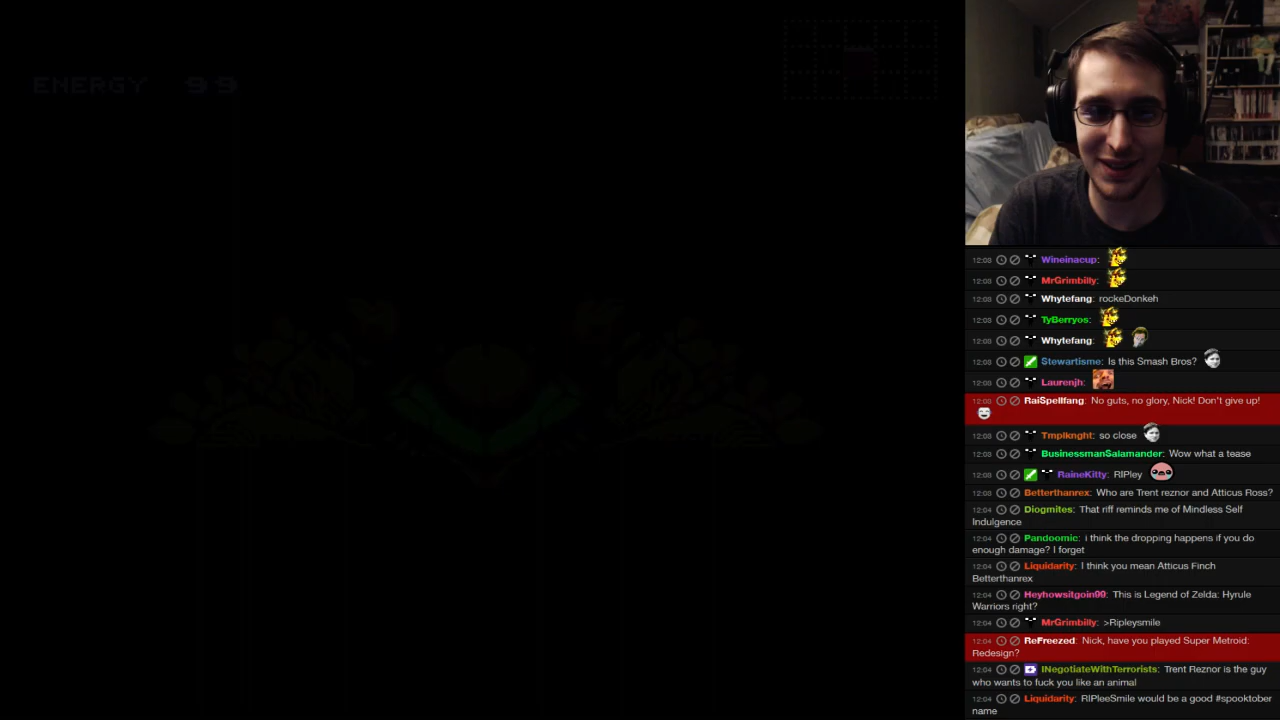 ENERGY 99
12:03 Wineinacup:
12:03 MrGrimbilly:
12:03 Whytefang: rockeDonkeh
12:03 TyBerryos:
12:03 Whytefang:
12:03 Stewartisme: Is this Smash Bros?
12:03 Laurenjh:
12:03 RaiSpellfang: No guts, no glory, Nick! Don't give up!
12:03 Tmplknght: so close
12:03 BusinessmanSalamander: Wow what a tease
12:03 RaineKitty: RIPley
12:03 Betterthanrex: Who are Trent reznor and Atticus Ross?
12:04 Diogmites: That riff reminds me of Mindless Self
Indulgence
12:04 Pandoomic: i think the dropping happens if you do
enough damage? I forget
12:04 Liquidarity: I think you mean Atticus Finch
Betterthanrex
12:04 Heyhowsitgoin99: This is Legend of Zelda: Hyrule
Warriors right?
12:04 MrGrimbilly: >Ripleysmile
12:04 ReFreezed: Nick, have you played Super Metroid:
Redesign?
12:04 INegotiateWithTerrorists: Trent Reznor is the guy
who wants to fuck you like an animal
12:04 Liquidarity: RIPleeSmile would be a good #spooktober
name